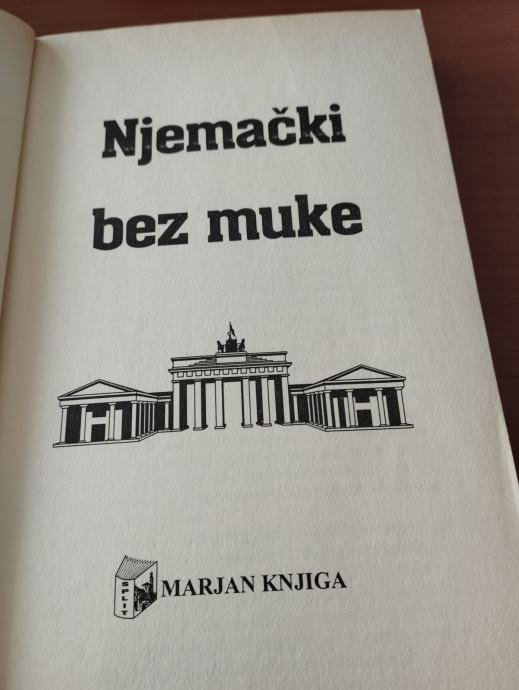 Njemački
bez muke
SPLIT
MARJAN KNJIGA